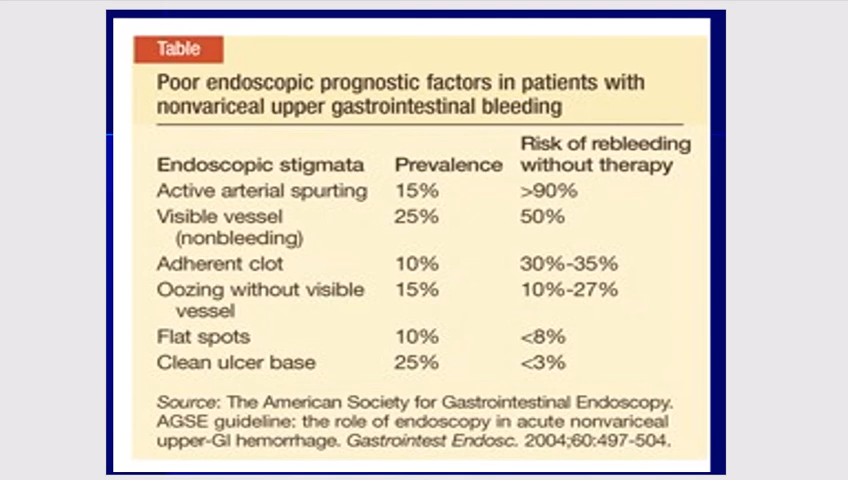 Table
Poor endoscopic prognostic factors in patients with
nonvariceal upper gastrointestinal bleeding
Risk of rebleeding
Endoscopic stigmata Prevalence without therapy
Active arterial spurting 15% >90%
Visible vessel 25% 50%
(nonbleeding)
Adherent clot 10% 30%-35%
Oozing without visible 15% 10%-27%
vessel
Flat spots 10% <8%
Clean ulcer base 25% <3%
Source: The American Society for Gastrointestinal Endoscopy.
AGSE guideline: the role of endoscopy in acute nonvariceal
upper-GI hemorrhage. Gastrointest Endosc. 2004;60:497-504.